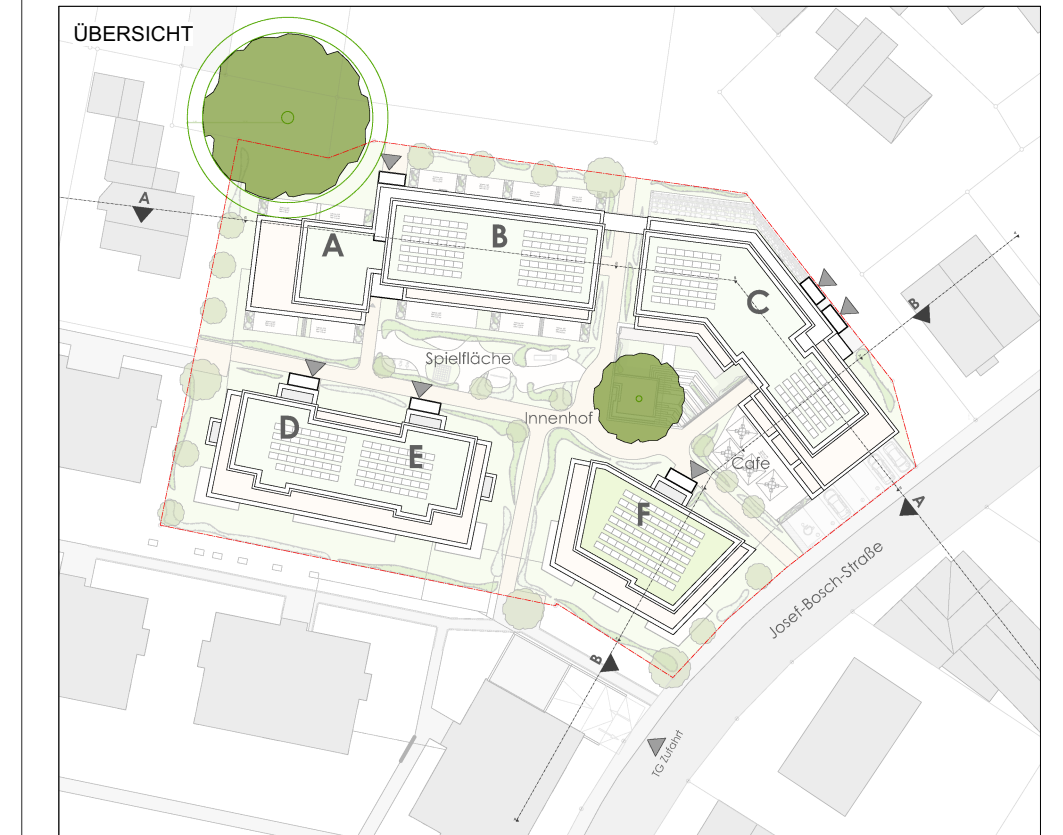 ÜBERSICHT
A
A
B
C
B
Spielfläche
Innenhof
D
E
Cafe
F
A
Josef-Bosch-Straße
B
TG Zufahrt